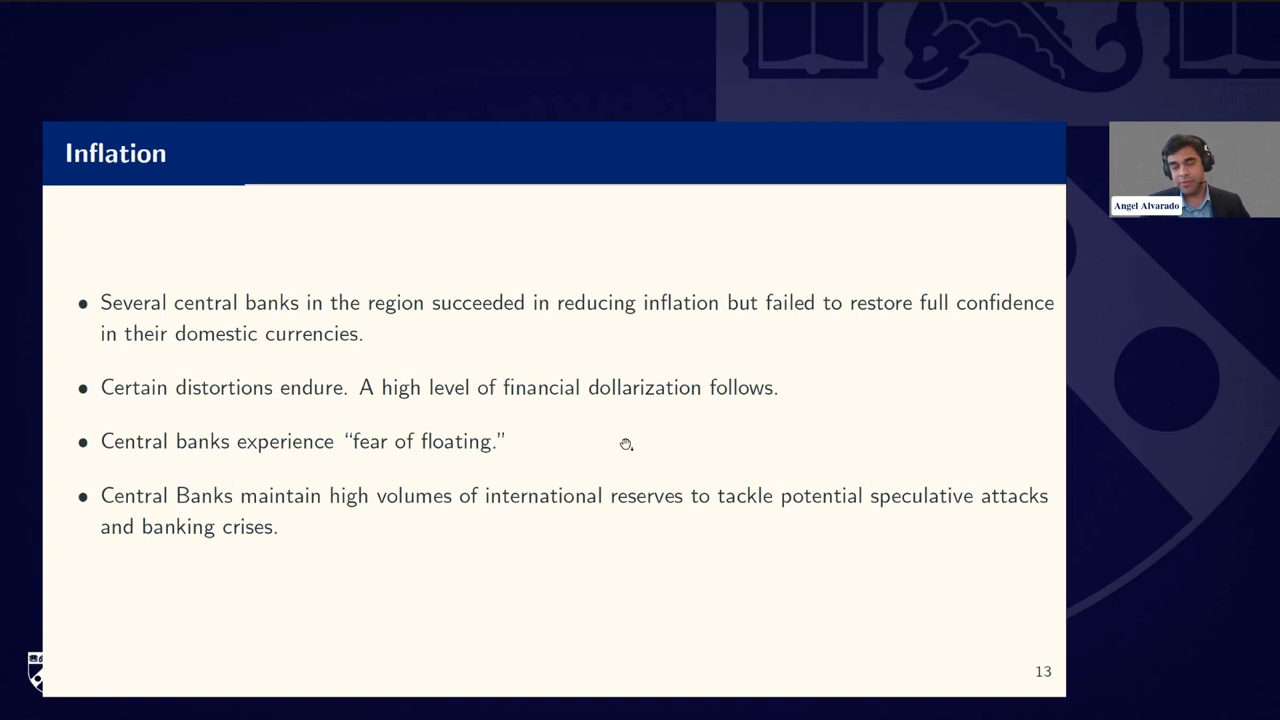 Inflation
Angel Alvarado
• Several central banks in the region succeeded in reducing inflation but failed to restore full confidence
in their domestic currencies.
• Certain distortions endure. A high level of financial dollarization follows.
• Central banks experience “fear of floating.”
• Central Banks maintain high volumes of international reserves to tackle potential speculative attacks
and banking crises.
13